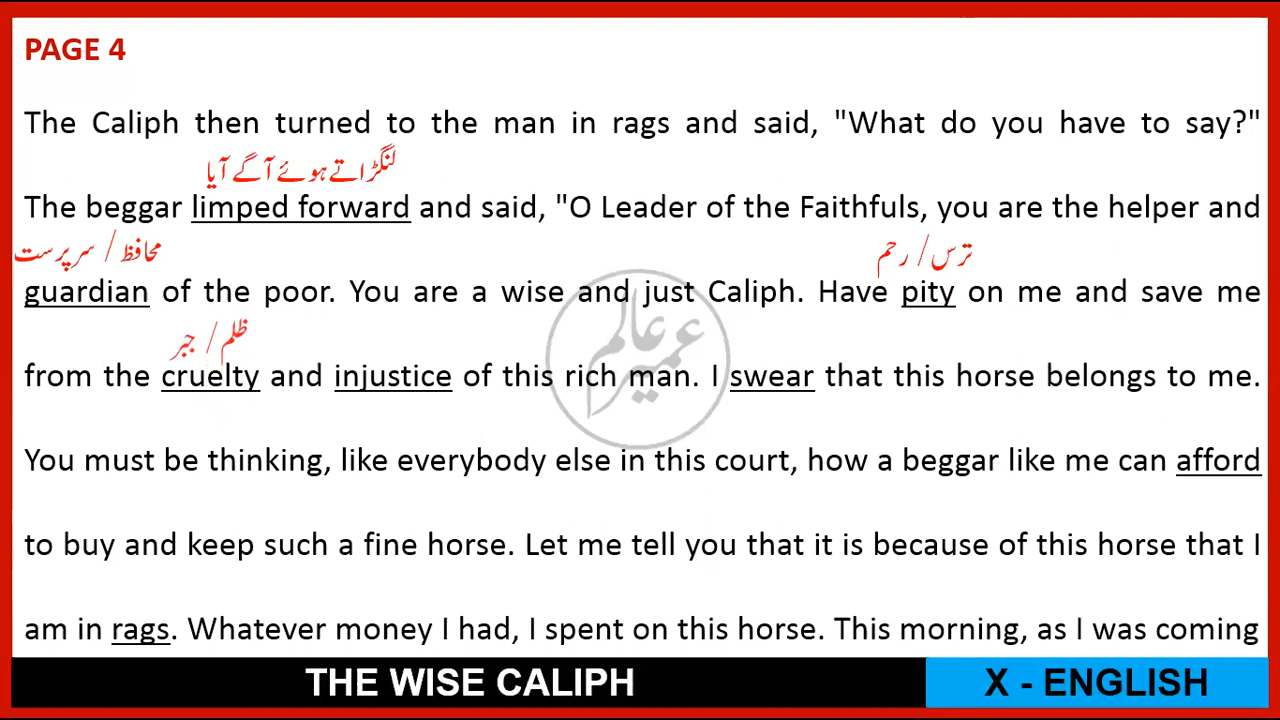 PAGE 4
The Caliph then turned to the man in rags and said, "What do you have to say?"
لنگڑاتے ہوئے آگے آیا
The beggar limped forward and said, "O Leader of the Faithfuls, you are the helper and
محافظ / سرپرست ترس / رحم
guardian of the poor. You are a wise and just Caliph. Have pity on me and save me
ظلم / جبر
from the cruelty and injustice of this rich man. I swear that this horse belongs to me.
عمیر عالم
You must be thinking, like everybody else in this court, how a beggar like me can afford
to buy and keep such a fine horse. Let me tell you that it is because of this horse that I
am in rags. Whatever money I had, I spent on this horse. This morning, as I was coming
THE WISE CALIPH
X - ENGLISH